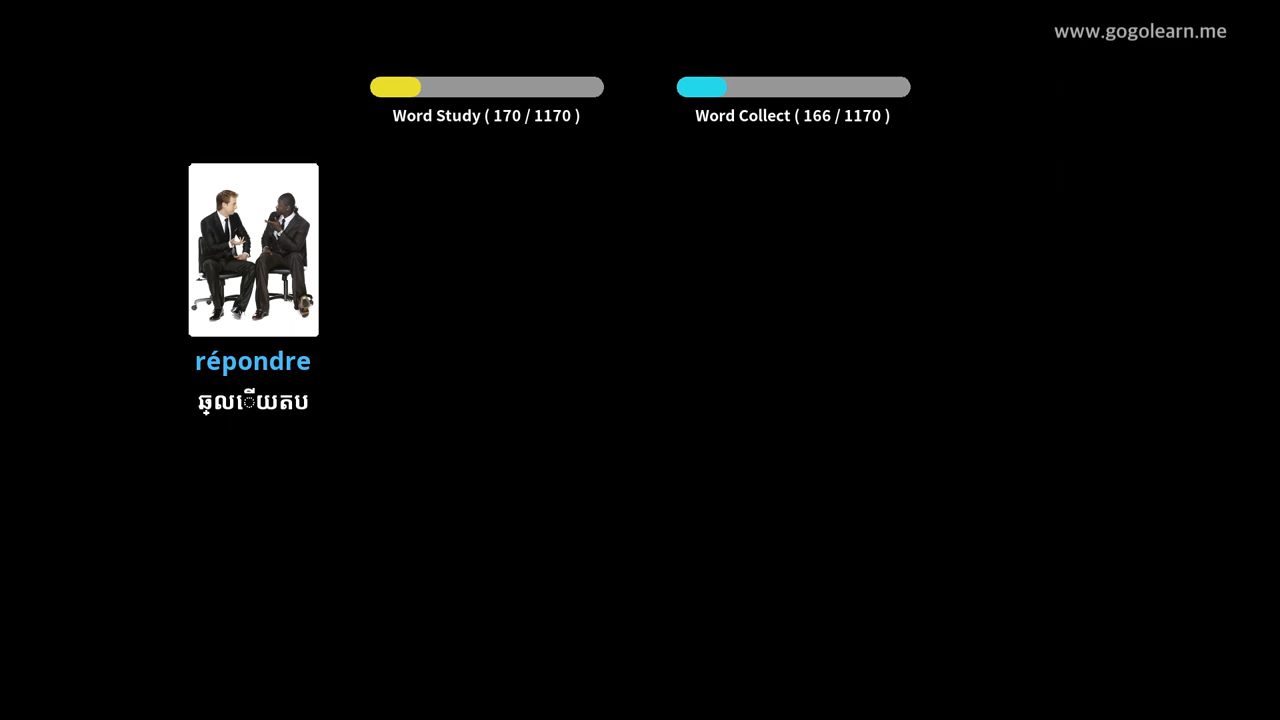 www.gogolearn.me
Word Study ( 170 / 1170 )
Word Collect ( 166 / 1170 )
répondre
ឆ្លើយតប